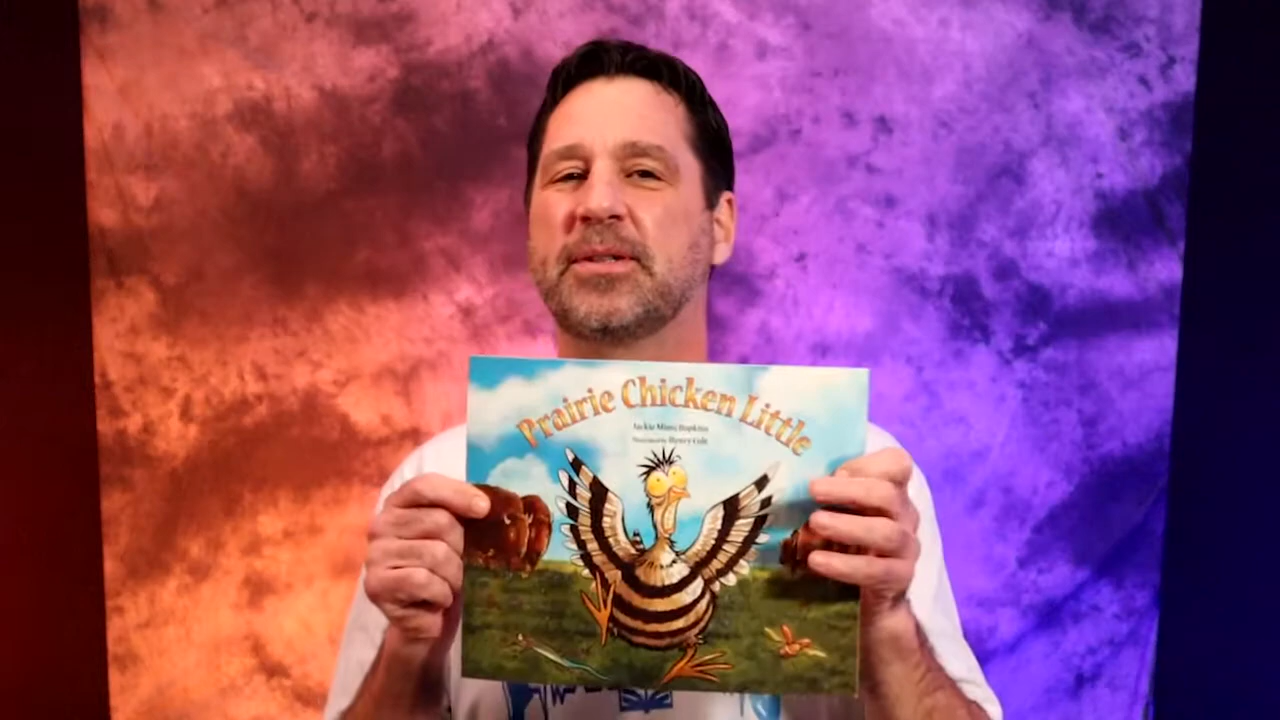 Prairie Chicken Little
Jackie Mims Hopkins
Illustrated by Henry Cole